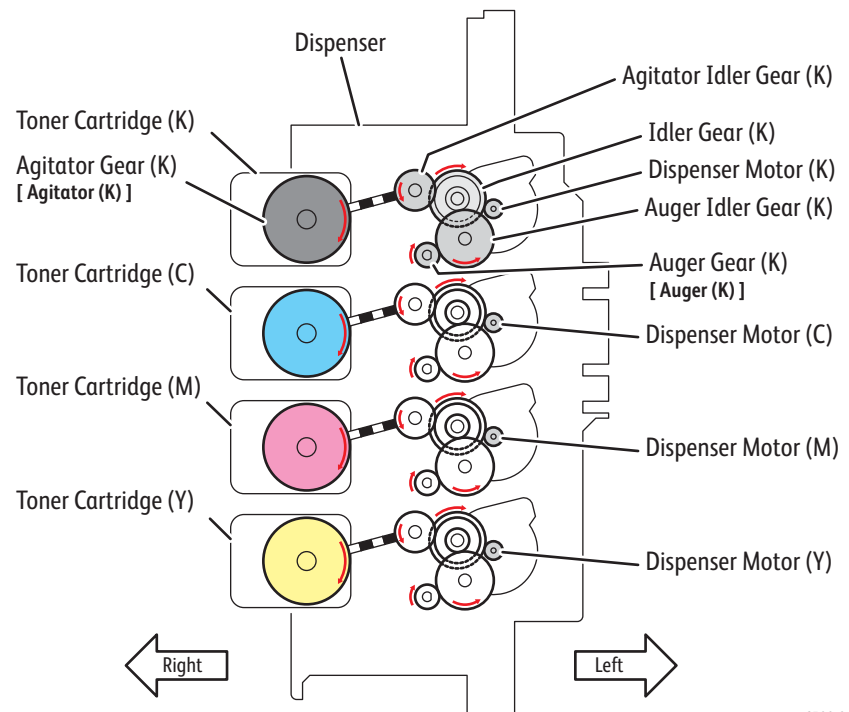 Dispenser
Agitator Idler Gear (K)
Toner Cartridge (K)
Idler Gear (K)
Agitator Gear (K)
[ Agitator (K) ]
Dispenser Motor (K)
Auger Idler Gear (K)
Toner Cartridge (C)
Auger Gear (K)
[ Auger (K) ]
Dispenser Motor (C)
Toner Cartridge (M)
Dispenser Motor (M)
Toner Cartridge (Y)
Dispenser Motor (Y)
Right
Left